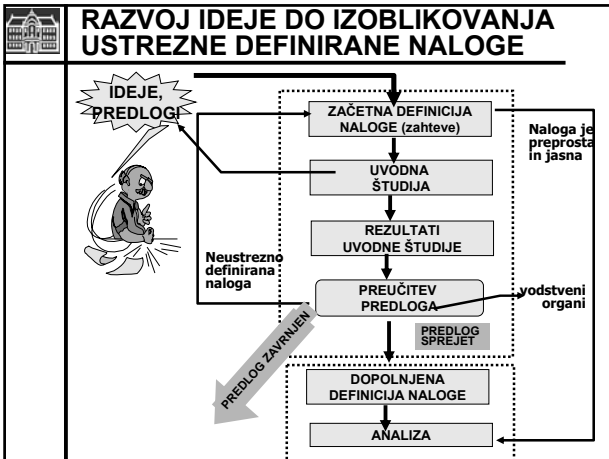 RAZVOJ IDEJE DO IZOBLIKOVANJA
USTREZNE DEFINIRANE NALOGE
IDEJE,
PREDLOGI
ZAČETNA DEFINICIJA
NALOGE (zahteve)
Naloga je
preprosta
in jasna
UVODNA
ŠTUDIJA
REZULTATI
UVODNE ŠTUDIJE
Neustrezno
definirana
naloga
PREUČITEV
PREDLOGA
vodstveni
organi
PREDLOG ZAVRNJEN
PREDLOG
SPREJET
DOPOLNJENA
DEFINICIJA NALOGE
ANALIZA